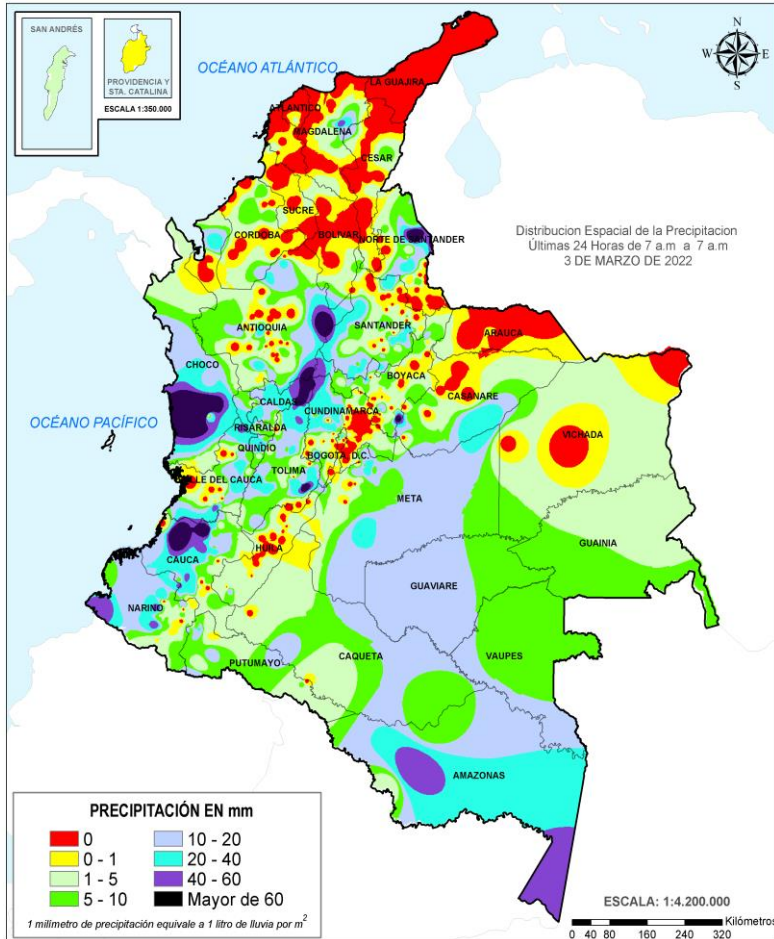 SAN ANDRÉS
PROVIDENCIA Y
STA. CATALINA
ESCALA 1:350.000
OCÉANO ATLÁNTICO
N
W
E
S
LA GUAJIRA
ATLANTICO
MAGDALENA
CESAR
SUCRE
CORDOBA
BOLIVAR
NORTE DE SANTANDER
Distribucion Espacial de la Precipitacion
Últimas 24 Horas de 7 a.m a 7 a.m
3 DE MARZO DE 2022
ANTIOQUIA
SANTANDER
ARAUCA
CHOCO
BOYACA
CASANARE
OCÉANO PACÍFICO
CALDAS
CUNDINAMARCA
RISARALDA
VICHADA
QUINDIO
BOGOTA D.C.
TOLIMA
VALLE DEL CAUCA
META
GUAINIA
HUILA
CAUCA
GUAVIARE
NARIÑO
CAQUETA
VAUPES
PUTUMAYO
AMAZONAS
PRECIPITACIÓN EN mm
0
0 - 1
1 - 5
5 - 10
10 - 20
20 - 40
40 - 60
Mayor de 60
1 milímetro de precipitación equivale a 1 litro de lluvia por m²
ESCALA: 1:4.200.000
Kilómetros
0 40 80 160 240 320